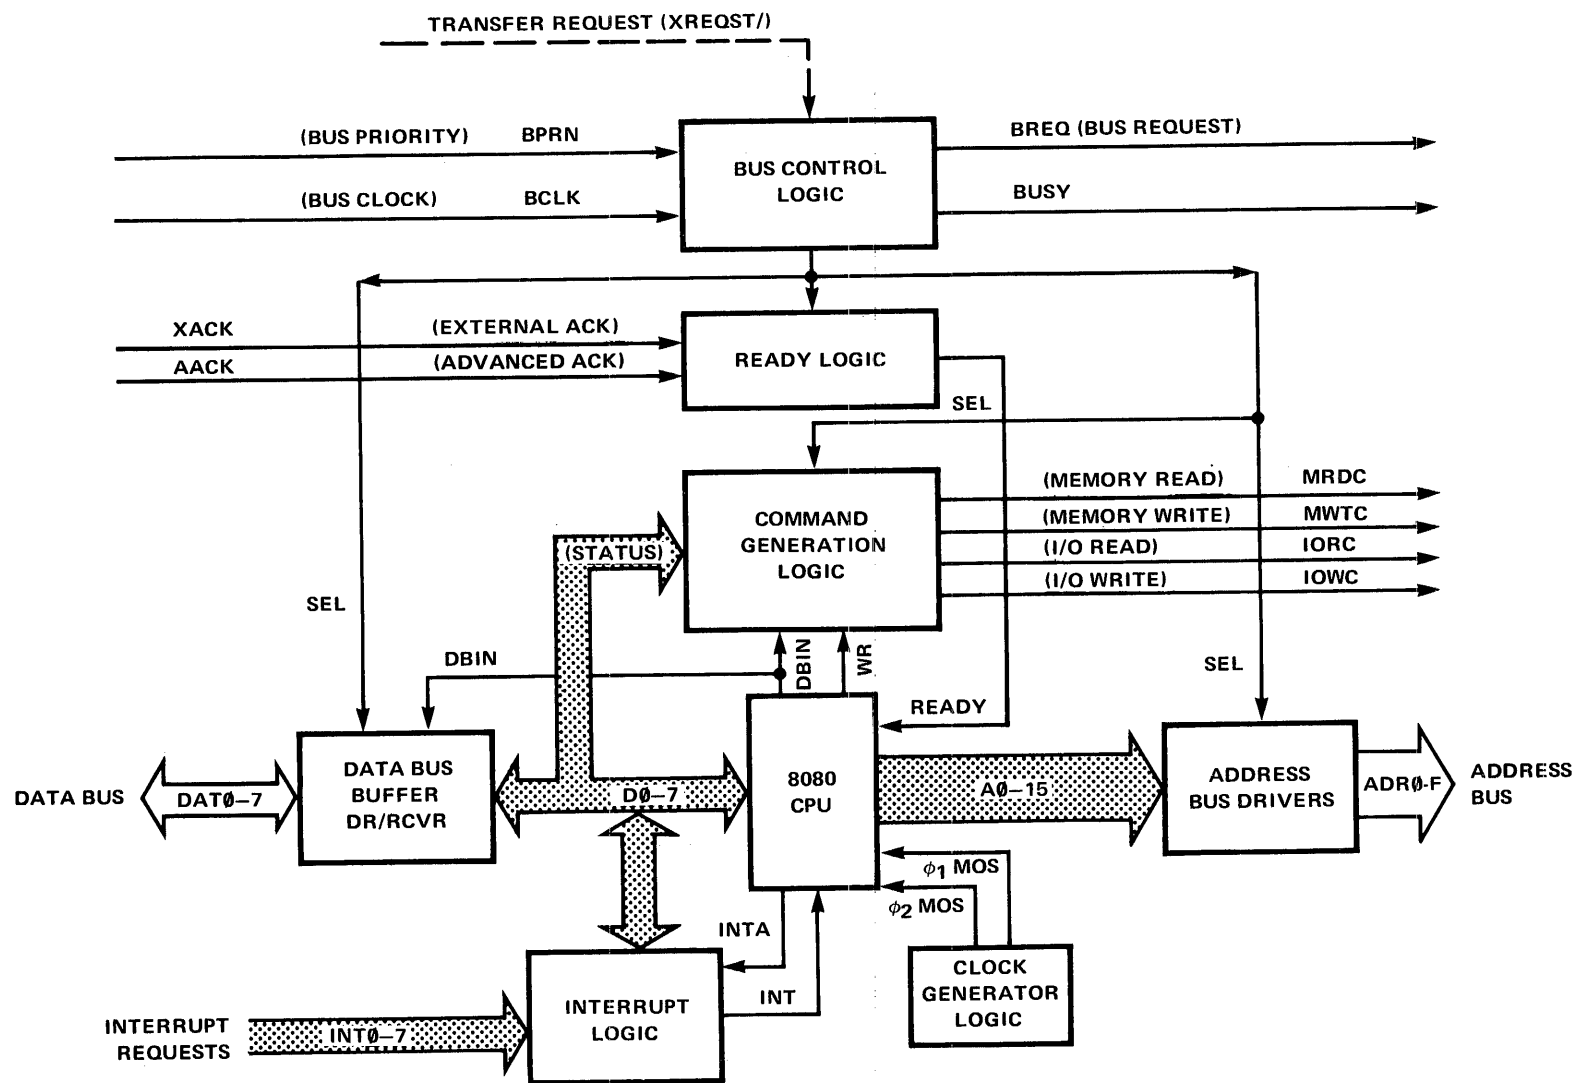 TRANSFER REQUEST (XREQST/)
(BUS PRIORITY) BPRN
BREQ (BUS REQUEST)
BUS CONTROL
LOGIC
(BUS CLOCK) BCLK
BUSY
XACK (EXTERNAL ACK)
AACK (ADVANCED ACK)
READY LOGIC
SEL
(MEMORY READ) MRDC
(MEMORY WRITE) MWTC
(I/O READ) IORC
(I/O WRITE) IOWC
COMMAND
GENERATION
LOGIC
(STATUS)
SEL
DBIN
DBIN
WR
SEL
READY
DATA BUS
DATØ-7
DATA BUS
BUFFER
DR/RCVR
DØ-7
8080
CPU
AØ-15
ADDRESS
BUS DRIVERS
ADRØ-F
ADDRESS
BUS
ϕ1 MOS
ϕ2 MOS
INTA
INT
CLOCK
GENERATOR
LOGIC
INTERRUPT
LOGIC
INTERRUPT
REQUESTS
INTØ-7